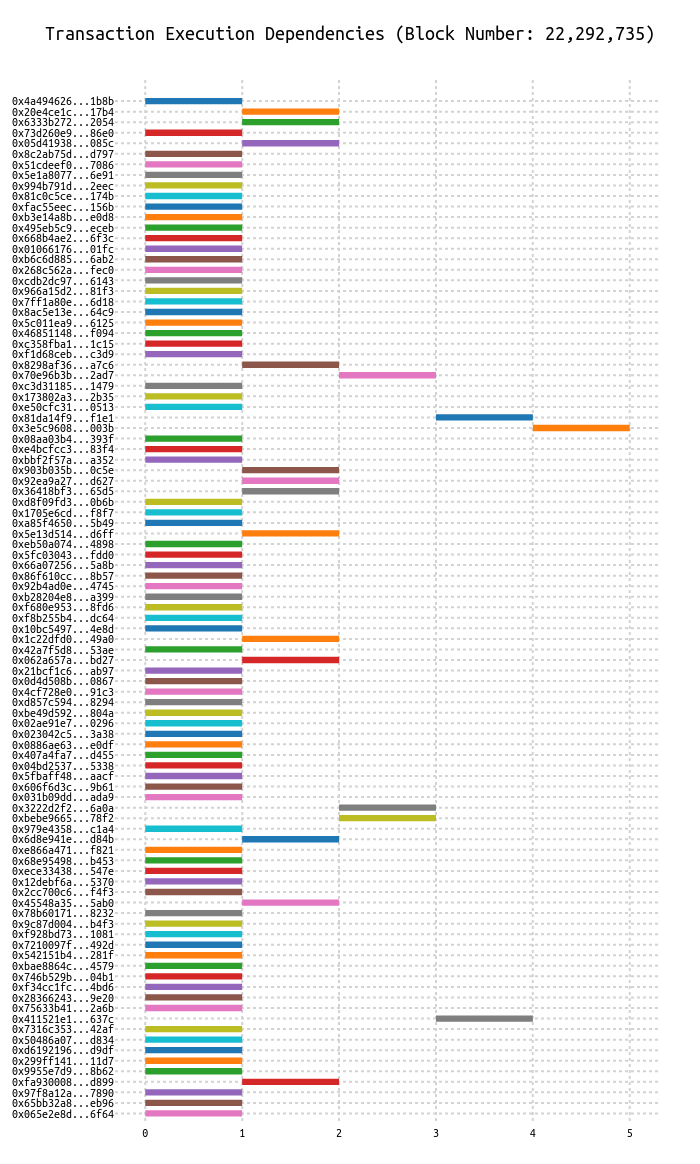 Transaction Execution Dependencies (Block Number: 22,292,735)
0x4a494626...1b8b
0x20e4ce1c...17b4
0x6333b272...2054
0x73d260e9...86e0
0x05d41938...085c
0x8c2ab75d...d797
0x51cdeef0...7086
0x5e1a8077...6e91
0x994b791d...2eec
0x81c0c5ce...174b
0xfac55eec...156b
0xb3e14a8b...e0d8
0x495eb5c9...eceb
0x668b4ae2...6f3c
0x01066176...01fc
0xb6c6d885...6ab2
0x268c562a...fec0
0xcdb2dc97...6143
0x966a15d2...81f3
0x7ff1a80e...6d18
0x8ac5e13e...64c9
0x5c011ea9...6125
0x46851148...f094
0xc358fba1...1c15
0xf1d68ceb...c3d9
0x8298af36...a7c6
0x70e96b3b...2ad7
0xc3d31185...1479
0x173802a3...2b35
0xe50cfc31...0513
0x81da14f9...f1e1
0x3e5c9608...003b
0x08aa03b4...393f
0xe4bcfcc3...83f4
0xbbf2f57a...a352
0x903b035b...0c5e
0x92ea9a27...d627
0x36418bf3...65d5
0xd8f09fd3...0b6b
0x1705e6cd...f8f7
0xa85f4650...5b49
0x5e13d514...d6ff
0xeb50a074...4898
0x5fc03043...fdd0
0x66a07256...5a8b
0x86f610cc...8b57
0x92b4ad0e...4745
0xb28204e8...a399
0xf680e953...8fd6
0xf8b255b4...dc64
0x10bc5497...4e8d
0x1c22dfd0...49a0
0x42a7f5d8...53ae
0x062a657a...bd27
0x21bcf1c6...ab97
0x0d4d508b...0867
0x4cf728e0...91c3
0xd857c594...8294
0xbe49d592...804a
0x02ae91e7...0296
0x023042c5...3a38
0x0886ae63...e0df
0x407a4fa7...d455
0x04bd2537...5338
0x5fbaff48...aacf
0x606f6d3c...9b61
0x031b09dd...ada9
0x3222d2f2...6a0a
0xbebe9665...78f2
0x979e4358...c1a4
0x6d8e941e...d84b
0xe866a471...f821
0x68e95498...b453
0xece33438...547e
0x12debf6a...5370
0x2cc700c6...f4f3
0x45548a35...5ab0
0x78b60171...8232
0x9c87d004...b4f3
0xf928bd73...1081
0x7210097f...492d
0x542151b4...281f
0xbae8864c...4579
0x746b529b...04b1
0xf34cc1fc...4bd6
0x28366243...9e20
0x75633b41...2a6b
0x411521e1...637c
0x7316c353...42af
0x50486a07...d834
0xd6192196...d9df
0x299ff141...11d7
0x9955e7d9...8b62
0xfa930008...d899
0x97f8a12a...7890
0x65bb32a8...eb96
0x065e2e8d...6f64
0 1 2 3 4 5